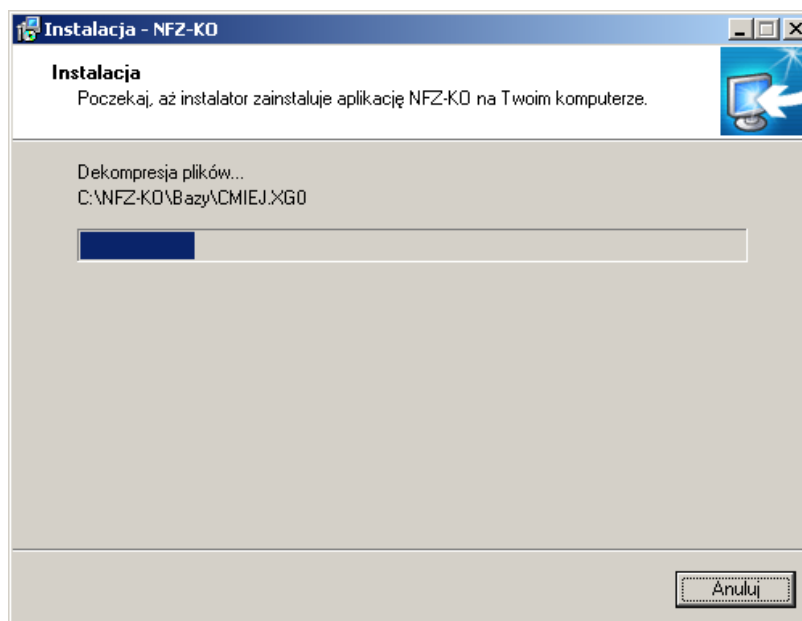 Instalacja - NFZ-KO
Instalacja
Poczekaj, aż instalator zainstaluje aplikację NFZ-KO na Twoim komputerze.
Dekompresja plików...
C:\NFZ-KO\Bazy\CMIEJ.XG0
Anuluj